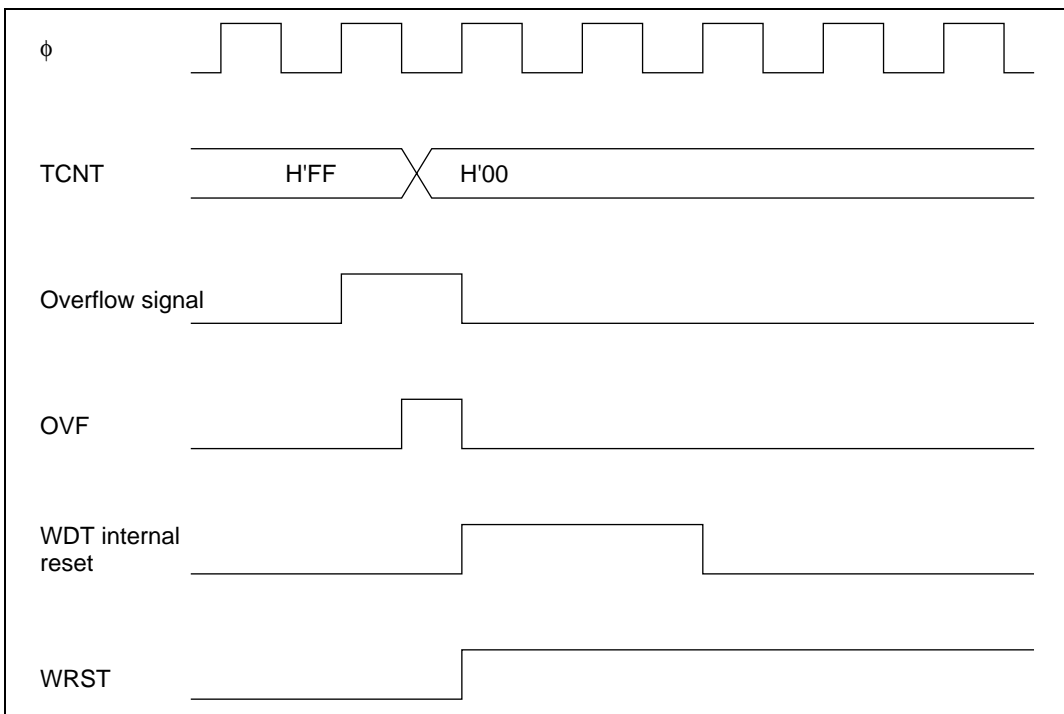 ϕ
TCNT
H'FF
H'00
Overflow signal
OVF
WDT internal
reset
WRST